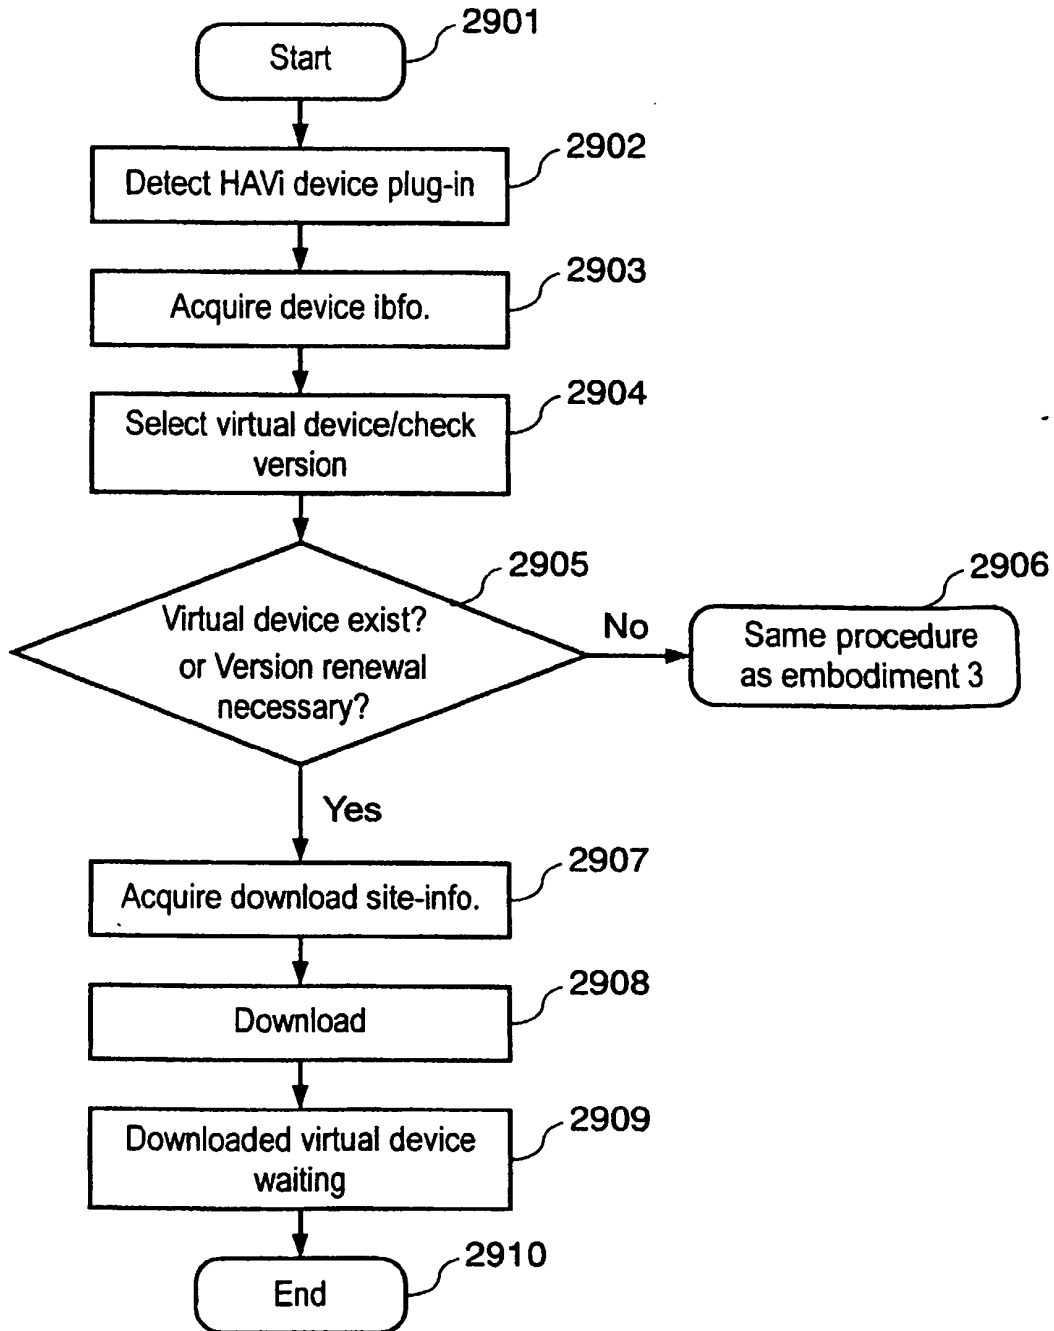 2901
Start
2902
Detect HAVi device plug-in
2903
Acquire device ibfo.
2904
Select virtual device/check
version
2905
Virtual device exist?
or Version renewal
necessary?
No
2906
Same procedure
as embodiment 3
Yes
2907
Acquire download site-info.
2908
Download
2909
Downloaded virtual device
waiting
2910
End